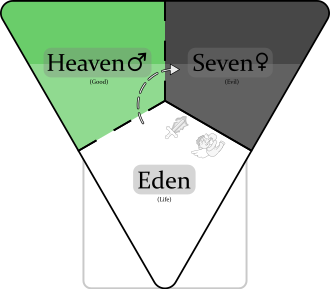 Heaven♂
(Good)
Seven♀
(Evil)
Eden
(Life)